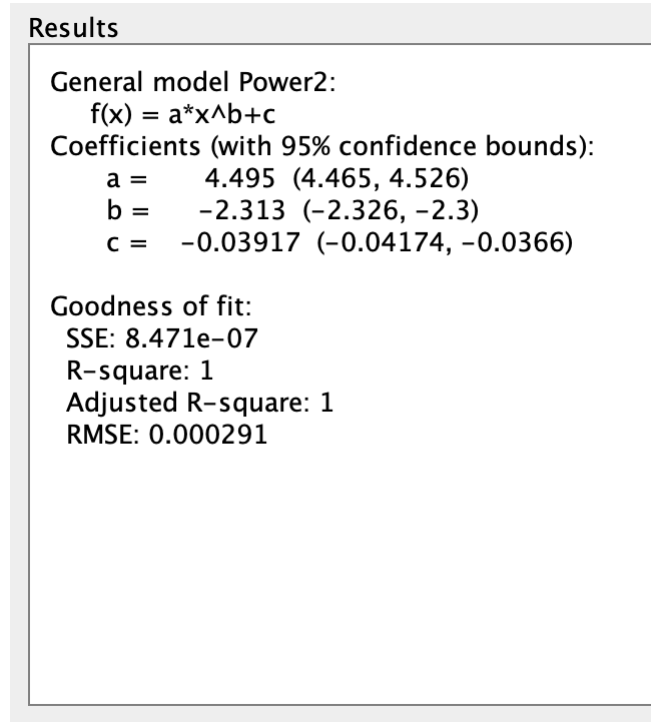 Results
General model Power2:
f(x) = a*x^b+c
Coefficients (with 95% confidence bounds):
a = 4.495 (4.465, 4.526)
b = −2.313 (−2.326, −2.3)
c = −0.03917 (−0.04174, −0.0366)
Goodness of fit:
SSE: 8.471e−07
R−square: 1
Adjusted R−square: 1
RMSE: 0.000291